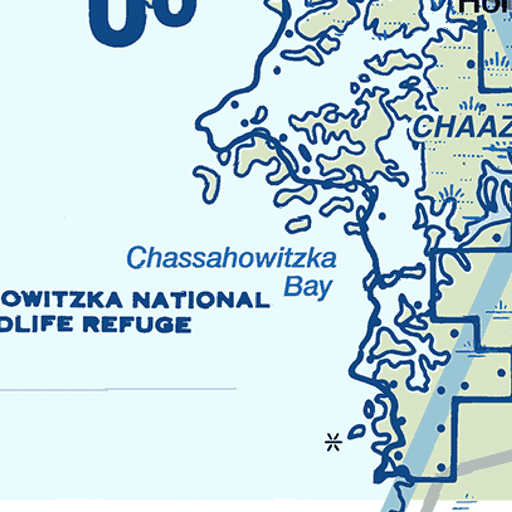 CHAAZ
Chassahowitzka
Bay
OWITZKA NATIONAL
DLIFE REFUGE